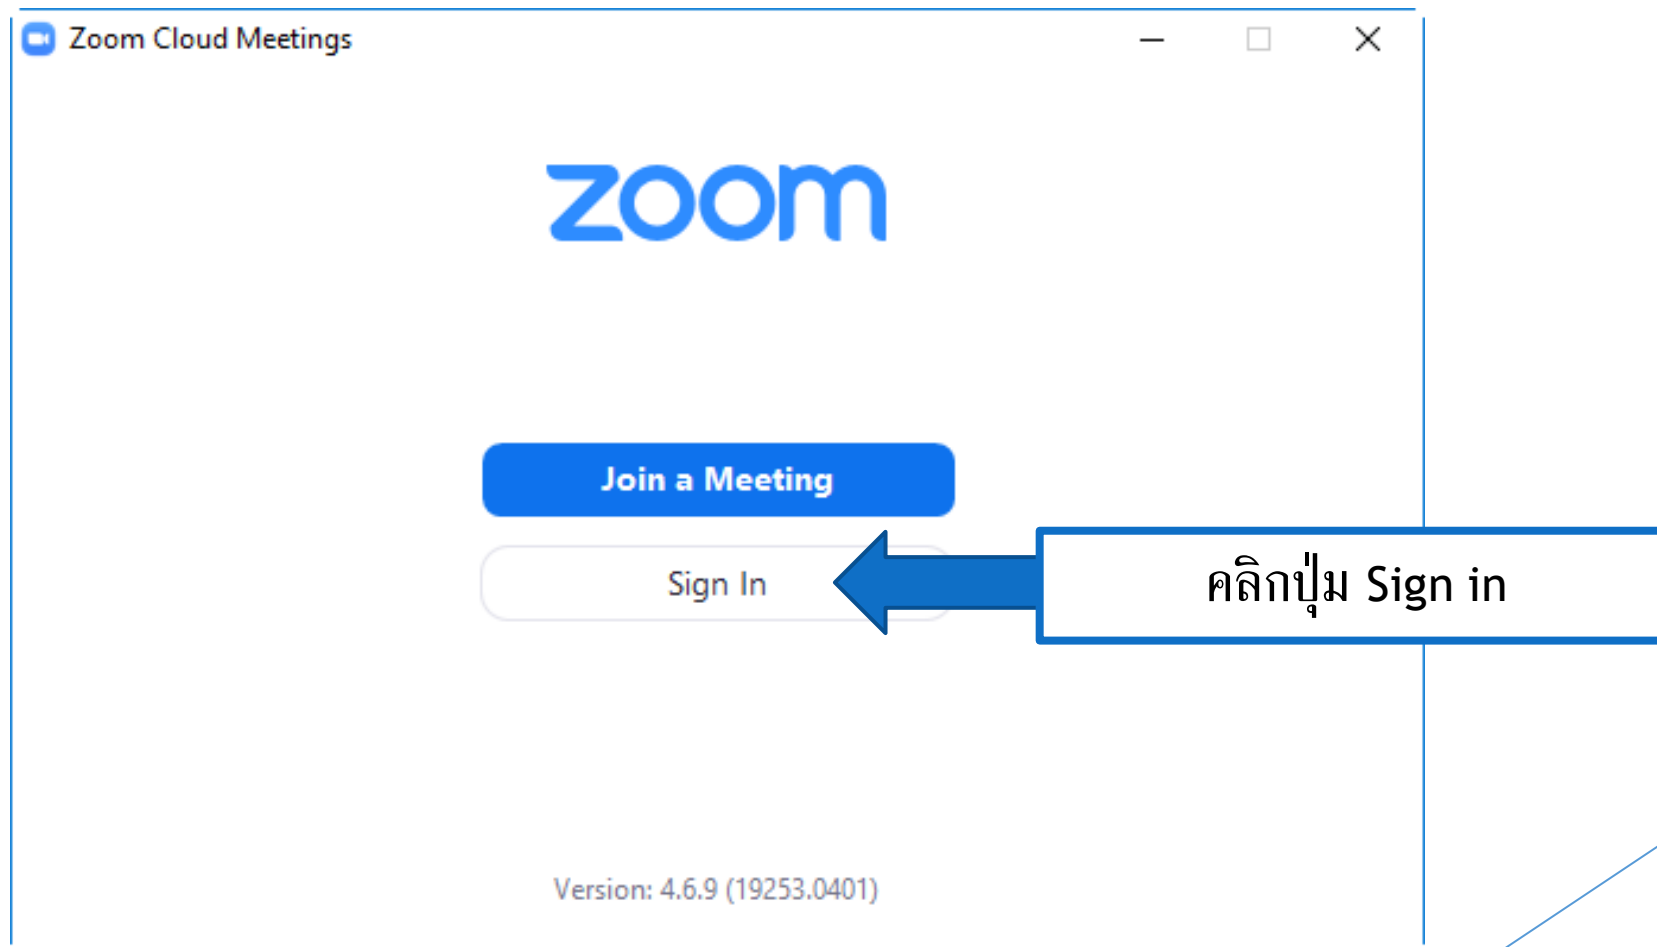 Zoom Cloud Meetings
zoom
Join a Meeting
Sign In
คลิกปุ่ม Sign in
Version: 4.6.9 (19253.0401)